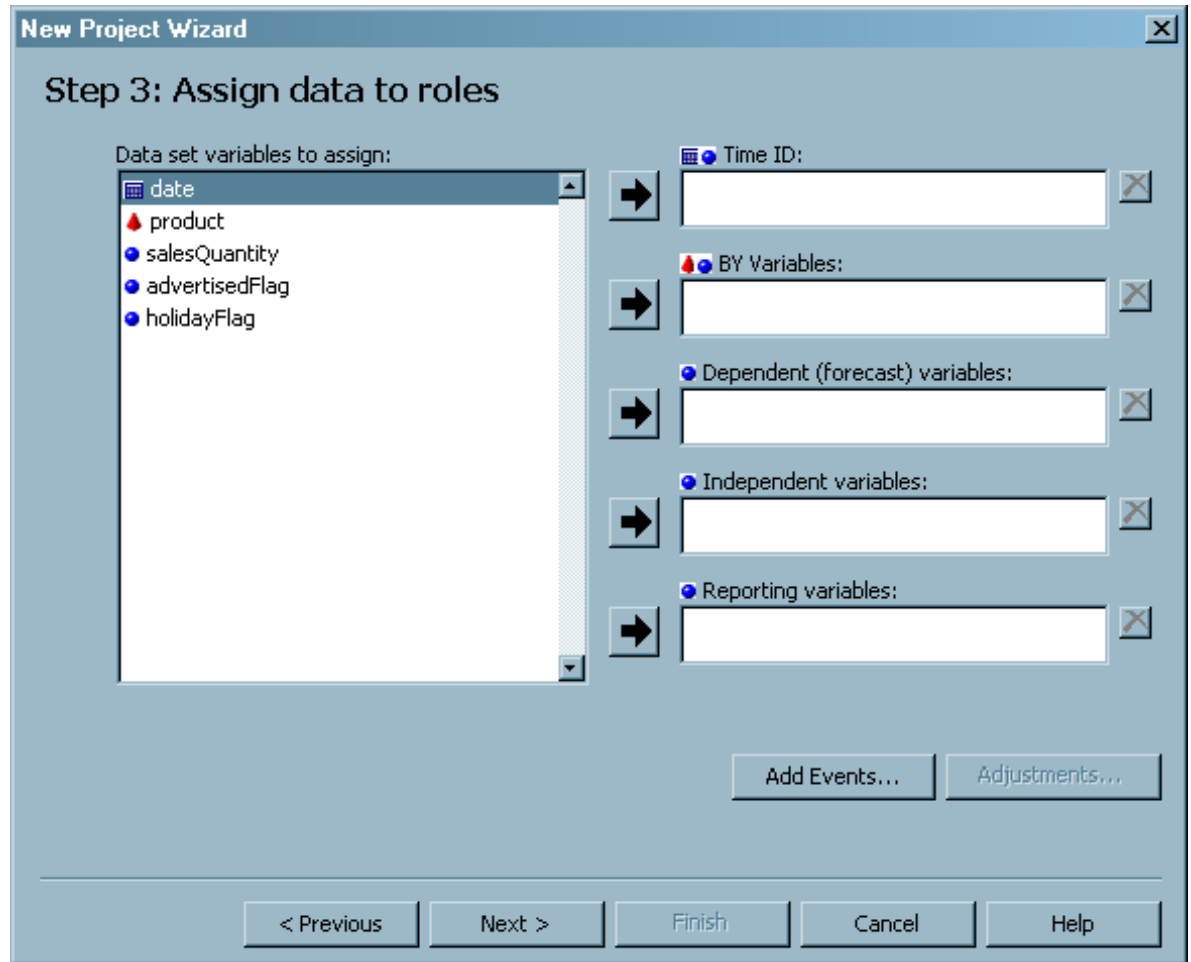 New Project Wizard
Step 3: Assign data to roles
Data set variables to assign:
date
product
salesQuantity
advertisedFlag
holidayFlag
Time ID:
BY Variables:
Dependent (forecast) variables:
Independent variables:
Reporting variables:
Add Events...
Adjustments...
< Previous
Next >
Finish
Cancel
Help